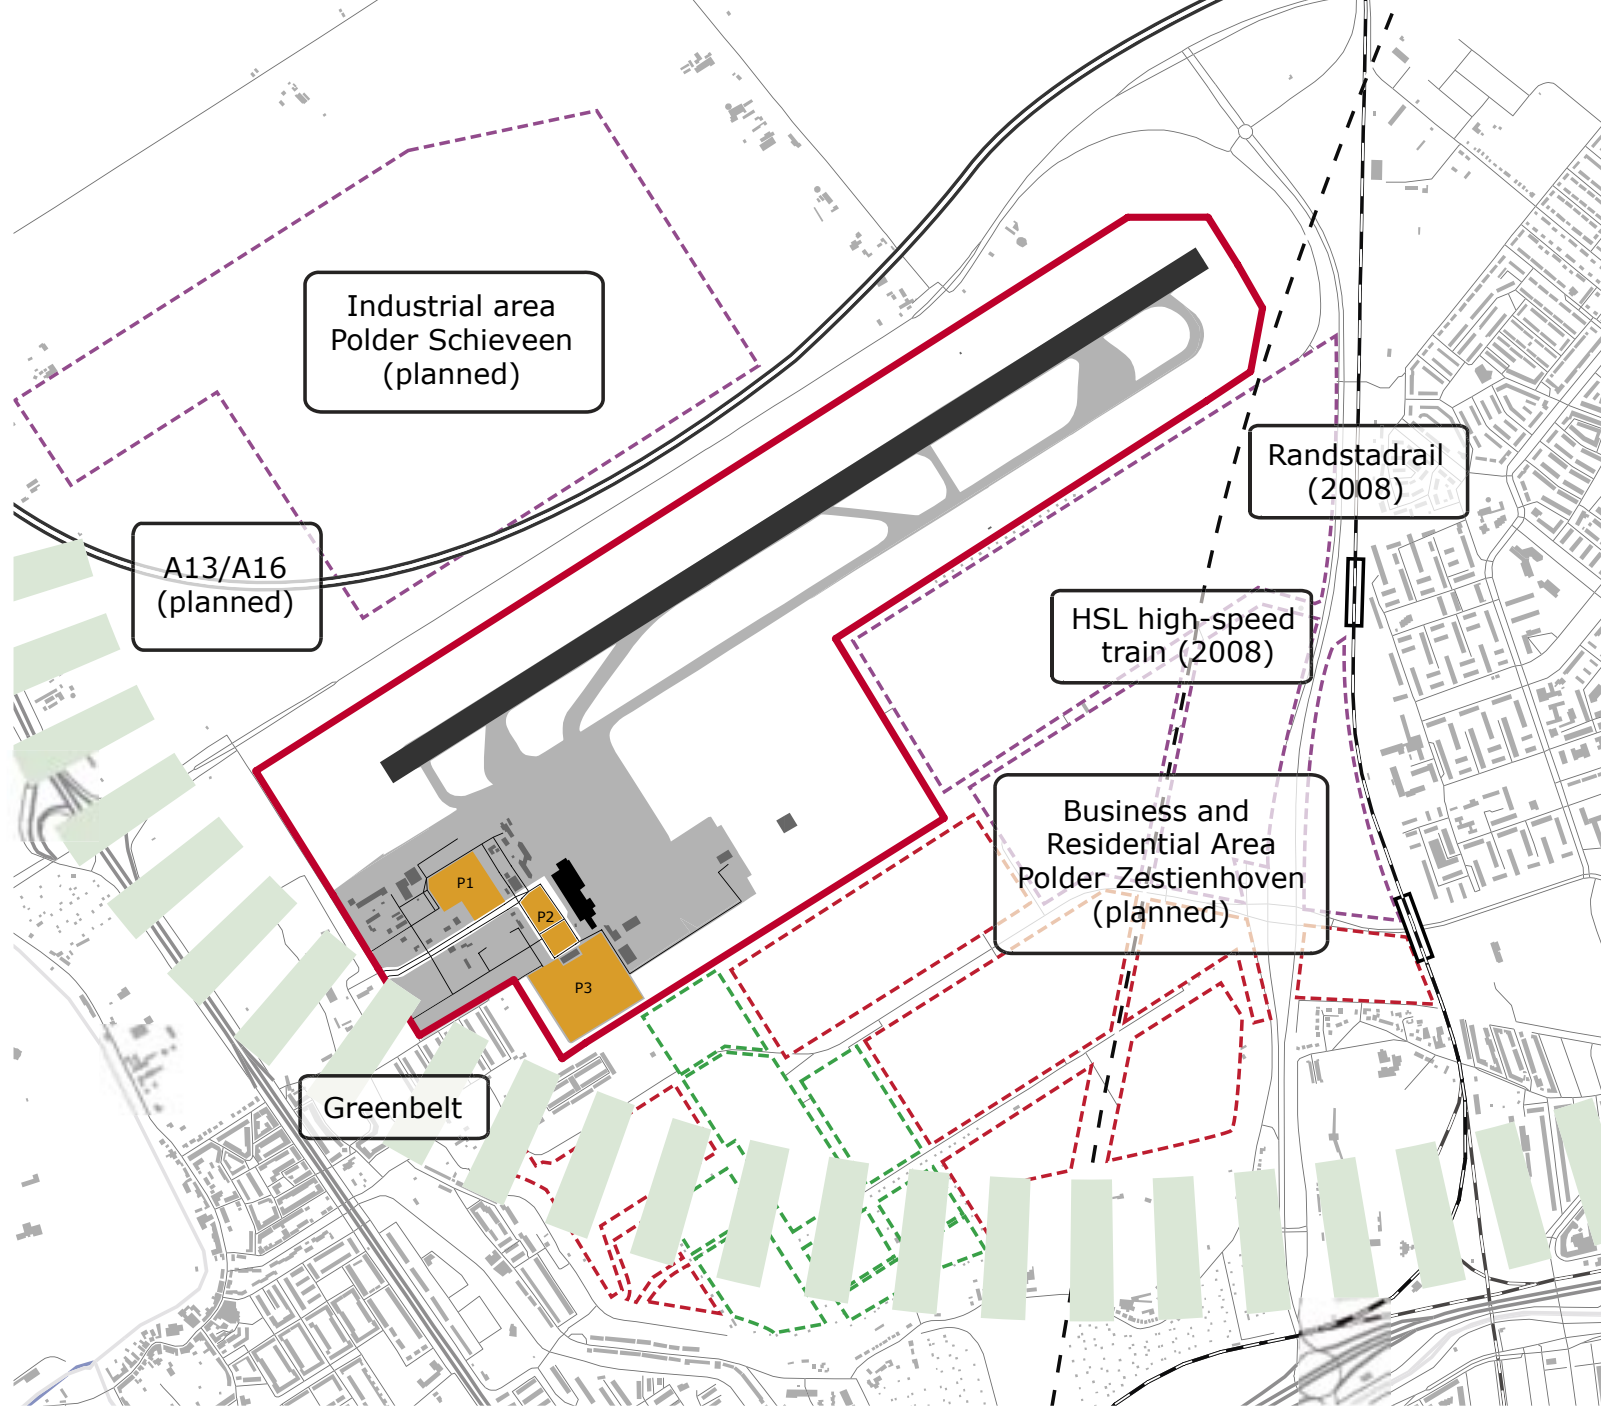 Industrial area
Polder Schieveen
(planned)
Randstadrail
(2008)
A13/A16
(planned)
HSL high-speed
train (2008)
Business and
Residential Area
Polder Zestienhoven
(planned)
P1
P2
P3
Greenbelt